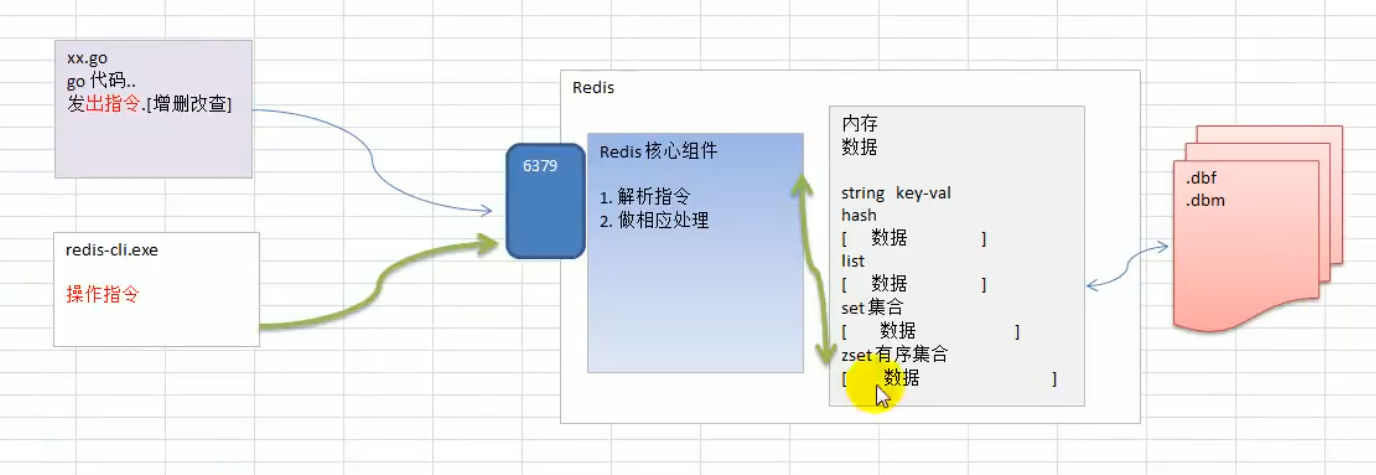 xx.go
go 代码..
发出指令.[增删改查]
redis-cli.exe
操作指令
6379
Redis
Redis 核心组件
1. 解析指令
2. 做相应处理
内存
数据
string key-val
hash
[ 数据 ]
list
[ 数据 ]
set 集合
[ 数据 ]
zset 有序集合
[ 数据 ]
.dbf
.dbm